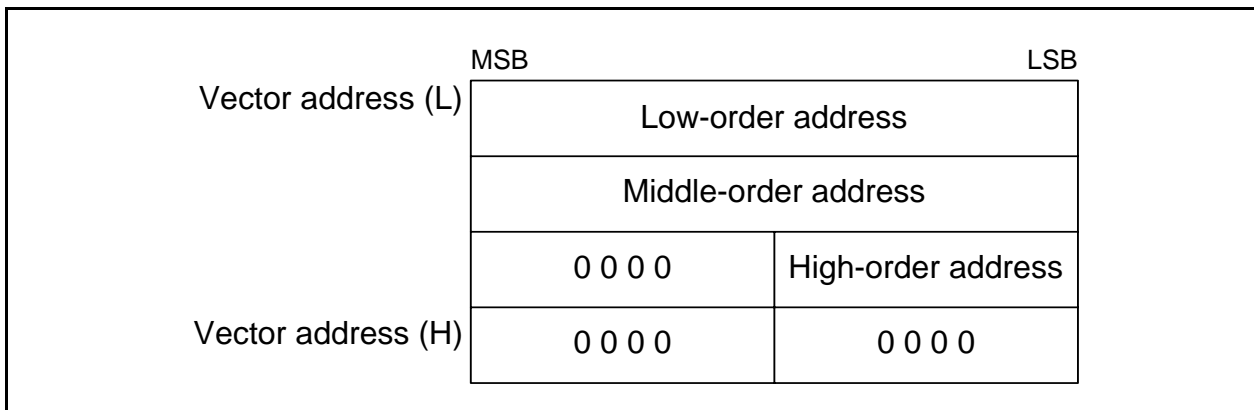 MSB LSB
Vector address (L) Low-order address
Middle-order address
0 0 0 0 High-order address
Vector address (H) 0 0 0 0 0 0 0 0